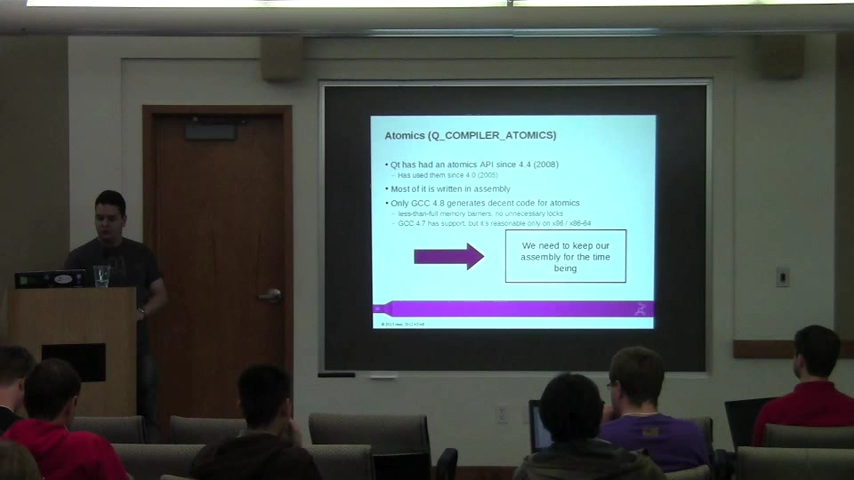 Atomics (Q_COMPILER_ATOMICS)
• Qt has had an atomics API since 4.4 (2008)
– Has used them since 4.0 (2005)
• Most of it is written in assembly
• Only GCC 4.8 generates decent code for atomics
– less-than-full memory barriers, no unnecessary locks
– GCC 4.7 has support, but it's reasonable only on x86 / x86-64
We need to keep our
assembly for the time
being